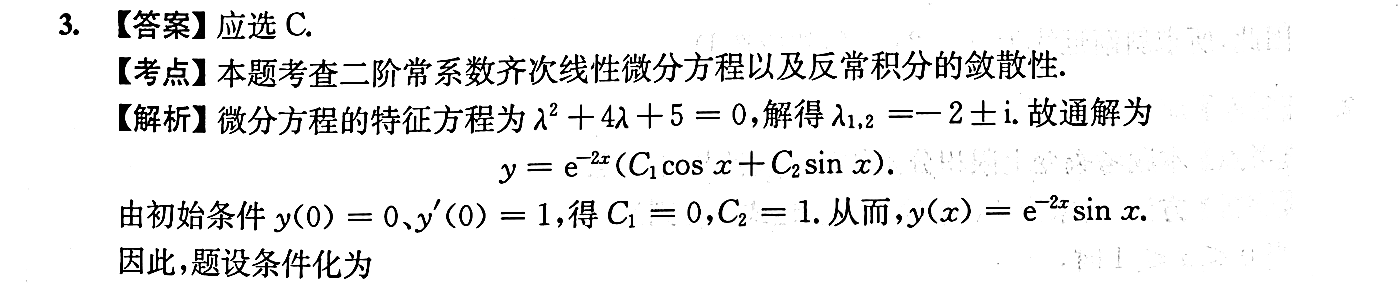 3. 【答案】应选 C.
【考点】本题考查二阶常系数齐次线性微分方程以及反常积分的敛散性.
【解析】微分方程的特征方程为 λ² + 4λ + 5 = 0,解得 λ₁,₂ = − 2 ± i. 故通解为
y = e⁻²ˣ (C₁ cos x + C₂ sin x).
由初始条件 y(0) = 0、y′(0) = 1,得 C₁ = 0,C₂ = 1. 从而,y(x) = e⁻²ˣ sin x.
因此,题设条件化为